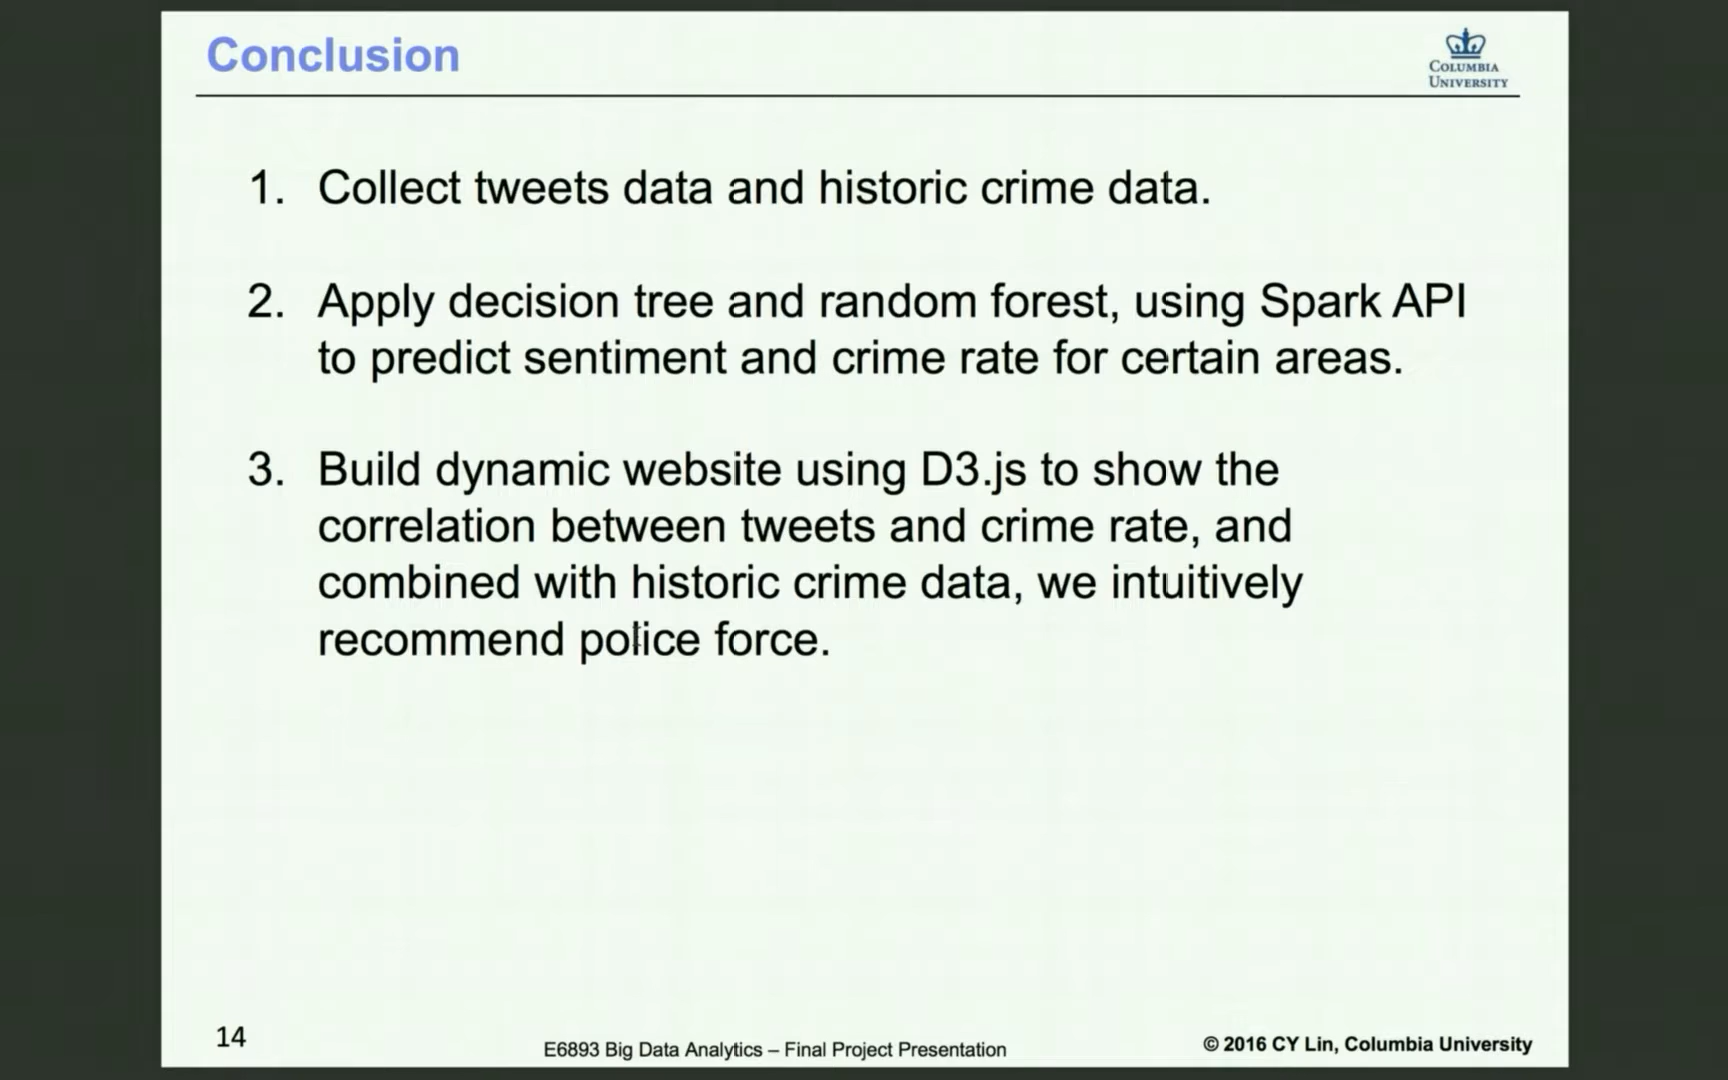 Conclusion
COLUMBIA
UNIVERSITY
1. Collect tweets data and historic crime data.
2. Apply decision tree and random forest, using Spark API
to predict sentiment and crime rate for certain areas.
3. Build dynamic website using D3.js to show the
correlation between tweets and crime rate, and
combined with historic crime data, we intuitively
recommend police force.
14
E6893 Big Data Analytics – Final Project Presentation
© 2016 CY Lin, Columbia University